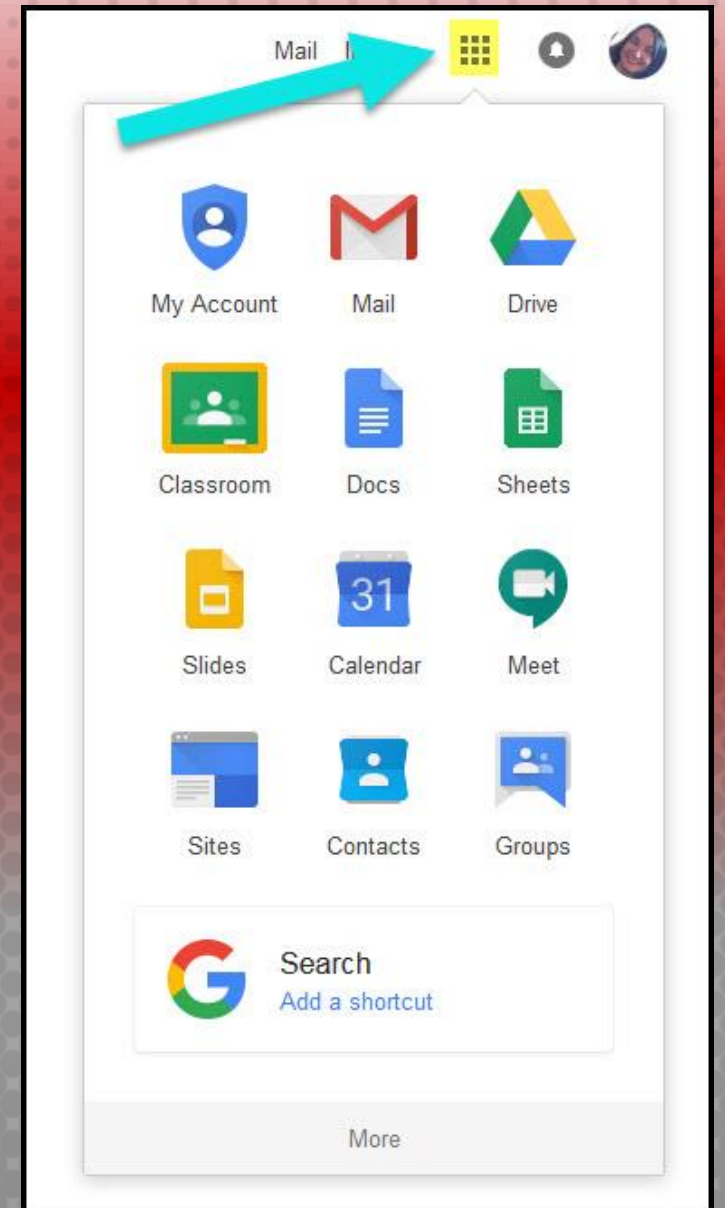 Mail
My Account Mail Drive
Classroom Docs Sheets
31
Slides Calendar Meet
Sites Contacts Groups
Search
Add a shortcut
More